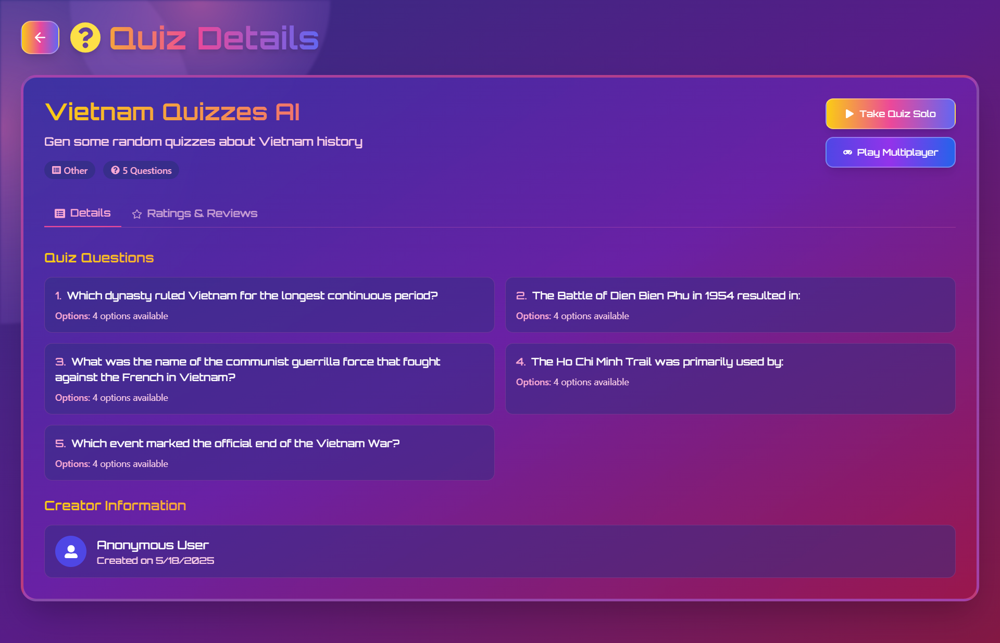 Quiz Details
Vietnam Quizzes AI
Gen some random quizzes about Vietnam history
Other
5 Questions
Take Quiz Solo
Play Multiplayer
Details
Ratings & Reviews
Quiz Questions
1. Which dynasty ruled Vietnam for the longest continuous period?
Options: 4 options available
2. The Battle of Dien Bien Phu in 1954 resulted in:
Options: 4 options available
3. What was the name of the communist guerrilla force that fought
against the French in Vietnam?
Options: 4 options available
4. The Ho Chi Minh Trail was primarily used by:
Options: 4 options available
5. Which event marked the official end of the Vietnam War?
Options: 4 options available
Creator Information
Anonymous User
Created on 5/18/2025